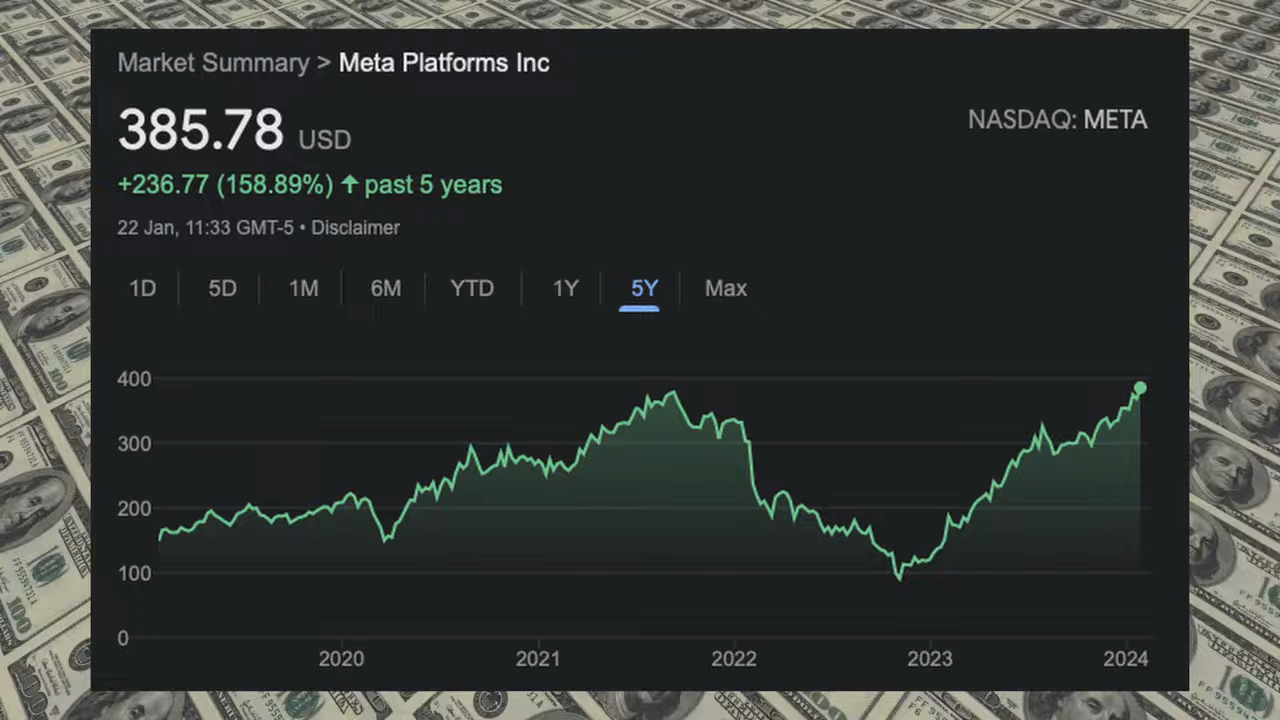 Market Summary > Meta Platforms Inc
385.78 USD
NASDAQ: META
+236.77 (158.89%) ↑ past 5 years
22 Jan, 11:33 GMT-5 • Disclaimer
1D 5D 1M 6M YTD 1Y 5Y Max
400
300
200
100
0
2020 2021 2022 2023 2024